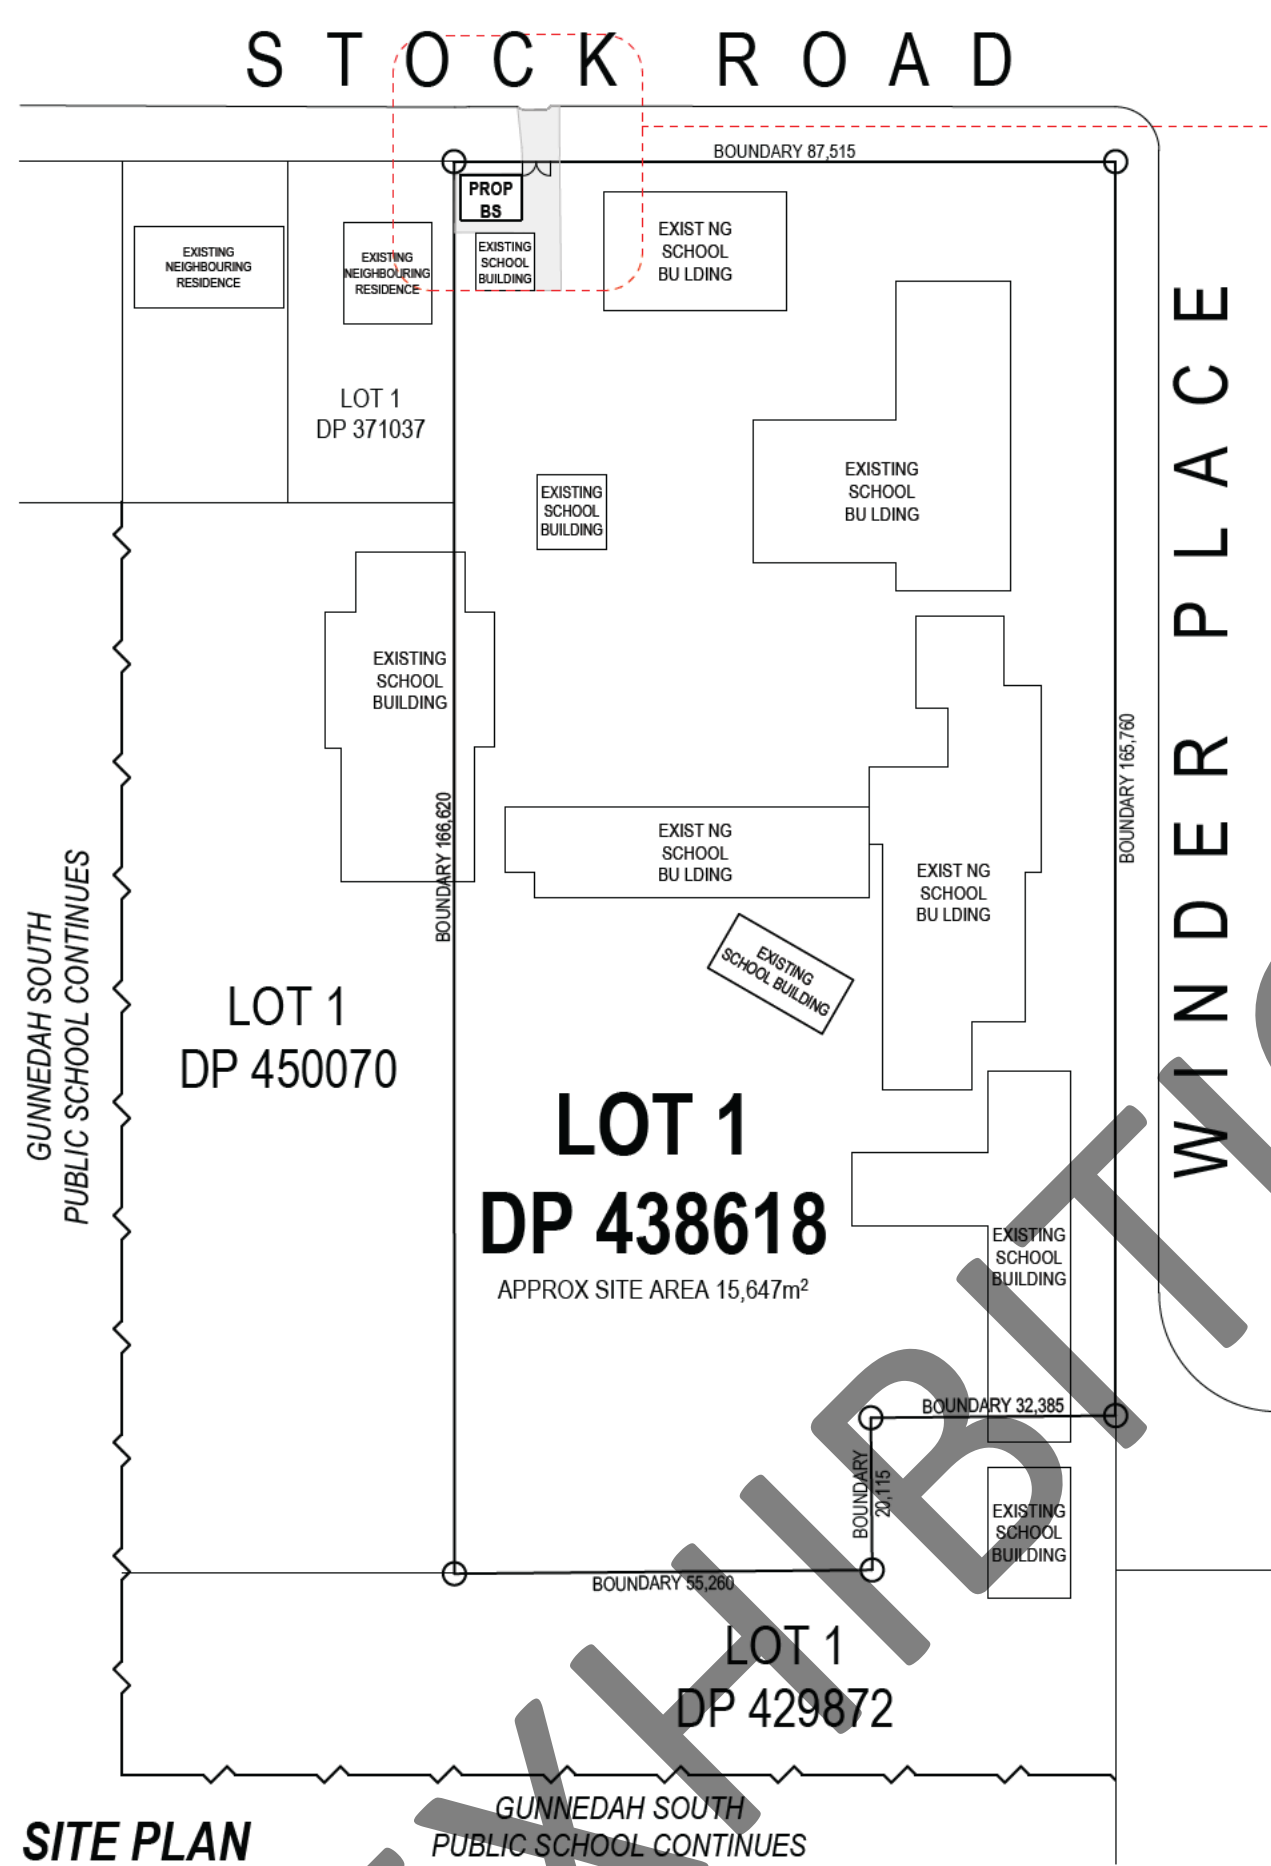 STOCK ROAD
BOUNDARY 87,515
PROP
BS
EXISTING
NEIGHBOURING
RESIDENCE
EXISTING
NEIGHBOURING
RESIDENCE
EXISTING
SCHOOL
BUILDING
EXIST NG
SCHOOL
BU LDING
WINDER PLACE
LOT 1
DP 371037
EXISTING
SCHOOL
BU LDING
EXISTING
SCHOOL
BUILDING
EXISTING
SCHOOL
BUILDING
BOUNDARY 166,620
BOUNDARY 165,760
EXIST NG
SCHOOL
BU LDING
EXIST NG
SCHOOL
BU LDING
EXISTING
SCHOOL BUILDING
GUNNEDAH SOUTH
PUBLIC SCHOOL CONTINUES
LOT 1
DP 450070
LOT 1
DP 438618
APPROX SITE AREA 15,647m²
EXISTING
SCHOOL
BUILDING
BOUNDARY 32,385
BOUNDARY
20,115
EXISTING
SCHOOL
BUILDING
BOUNDARY 55,260
LOT 1
DP 429872
GUNNEDAH SOUTH
PUBLIC SCHOOL CONTINUES
SITE PLAN